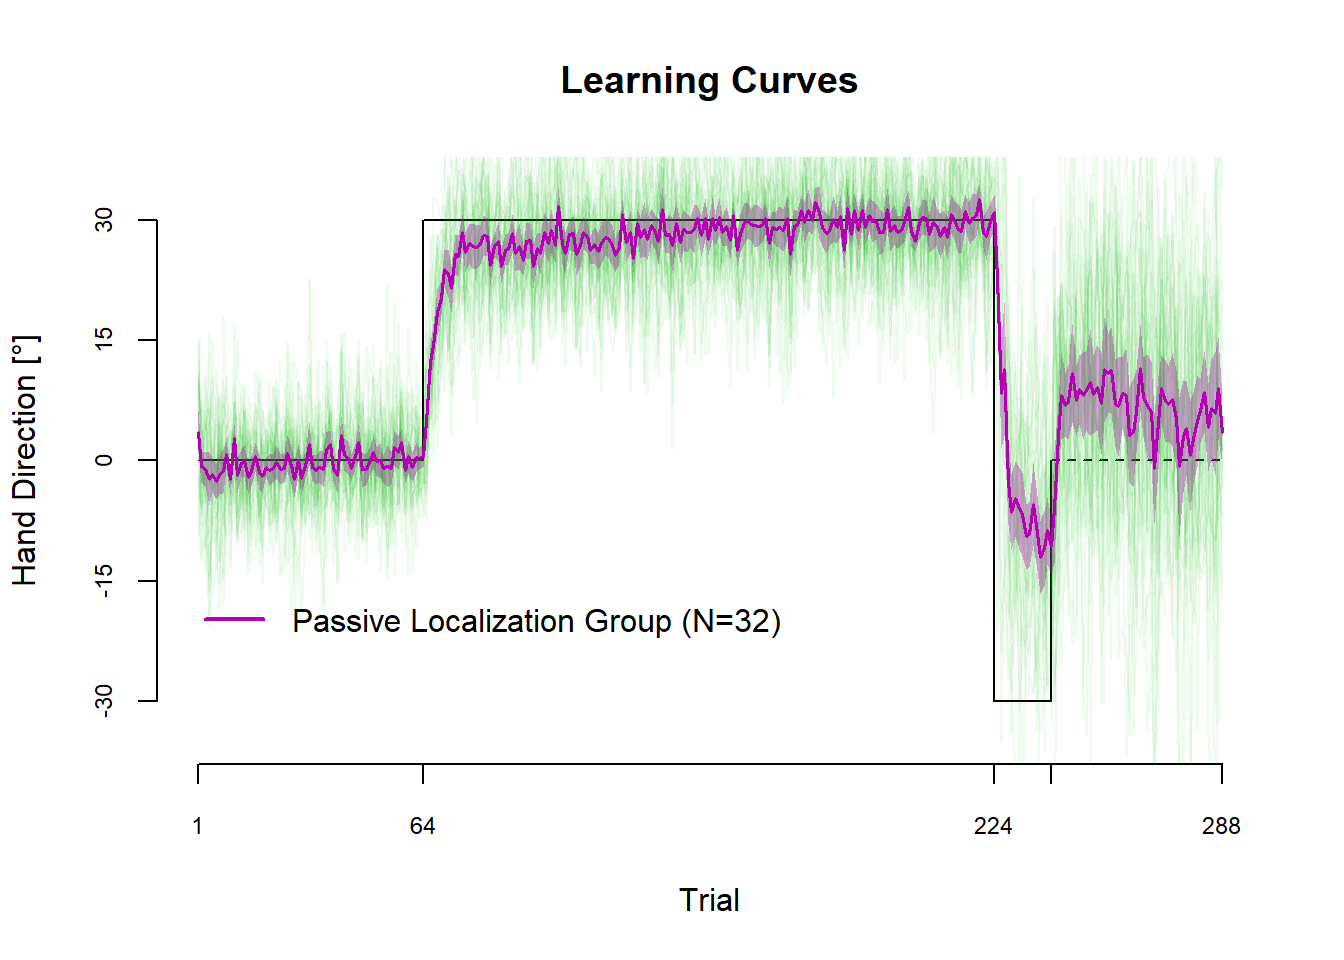 Learning Curves
Hand Direction [°]
30
15
0
-15
-30
Passive Localization Group (N=32)
1 64 224 288
Trial